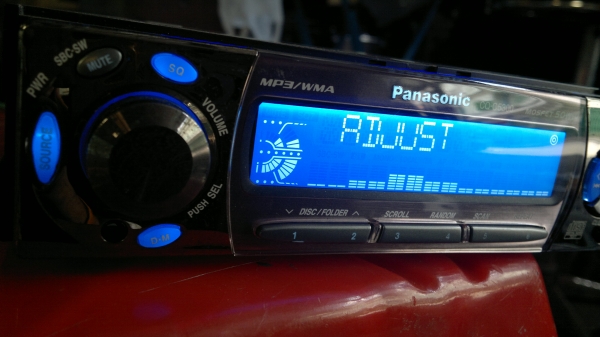 PWR
SBC-SW
MUTE
SQ
VOLUME
SOURCE
PUSH SEL
D·M
MP3/WMA
Panasonic
ADJUST
DISC/FOLDER
SCROLL
RANDOM
1
2
3
4